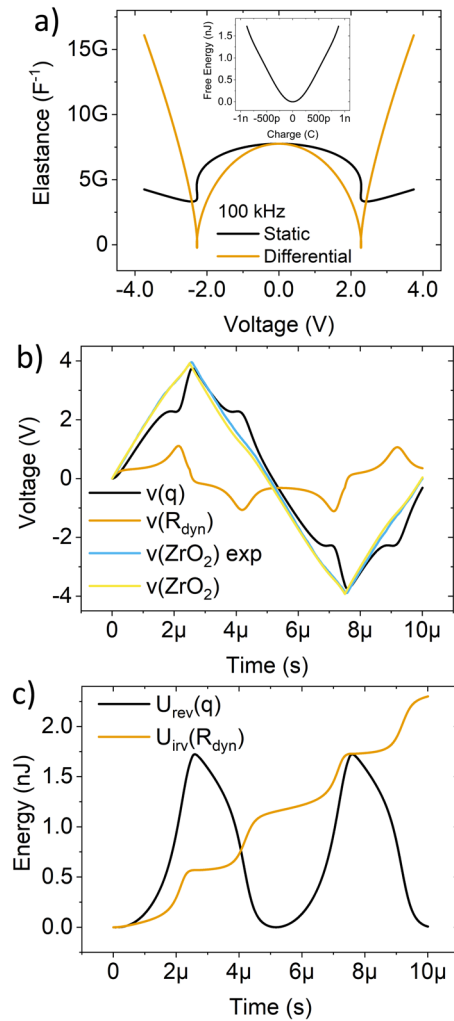 a)
Elastance (F⁻¹)
15G
10G
5G
0
Free Energy (nJ)
1.5
1.0
0.5
0.0
-1n -500p 0 500p 1n
Charge (C)
100 kHz
Static
Differential
-4.0 -2.0 0.0 2.0 4.0
Voltage (V)
b)
Voltage (V)
4
2
0
-2
-4
v(q)
v(R_dyn)
v(ZrO₂) exp
v(ZrO₂)
0 2μ 4μ 6μ 8μ 10μ
Time (s)
c)
Energy (nJ)
2.0
1.5
1.0
0.5
0.0
U_rev(q)
U_irv(R_dyn)
0 2μ 4μ 6μ 8μ 10μ
Time (s)